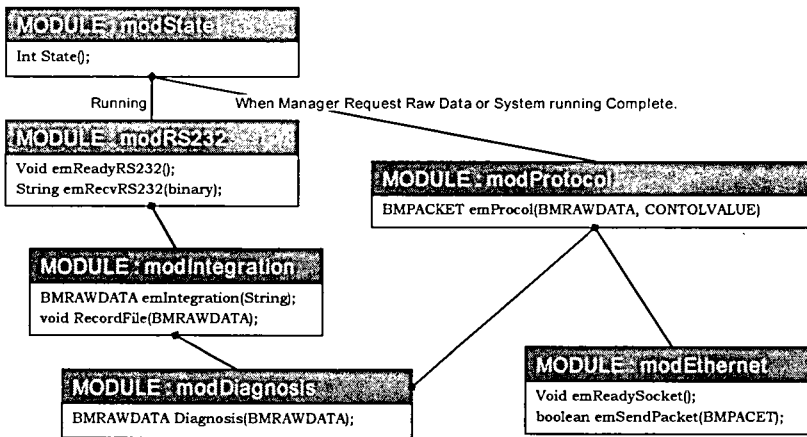 MODULE : modState
Int State();
Running
When Manager Request Raw Data or System running Complete.
MODULE : modRS232
Void emReadyRS232();
String emRecvRS232(binary);
MODULE : modProtocol
BMPACKET emProcol(BMRAWDATA, CONTOLVALUE)
MODULE : modIntegration
BMRAWDATA emIntegration(String);
void RecordFile(BMRAWDATA);
MODULE : modDiagnosis
BMRAWDATA Diagnosis(BMRAWDATA);
MODULE : modEthernet
Void emReadySocket();
boolean emSendPacket(BMPACET);